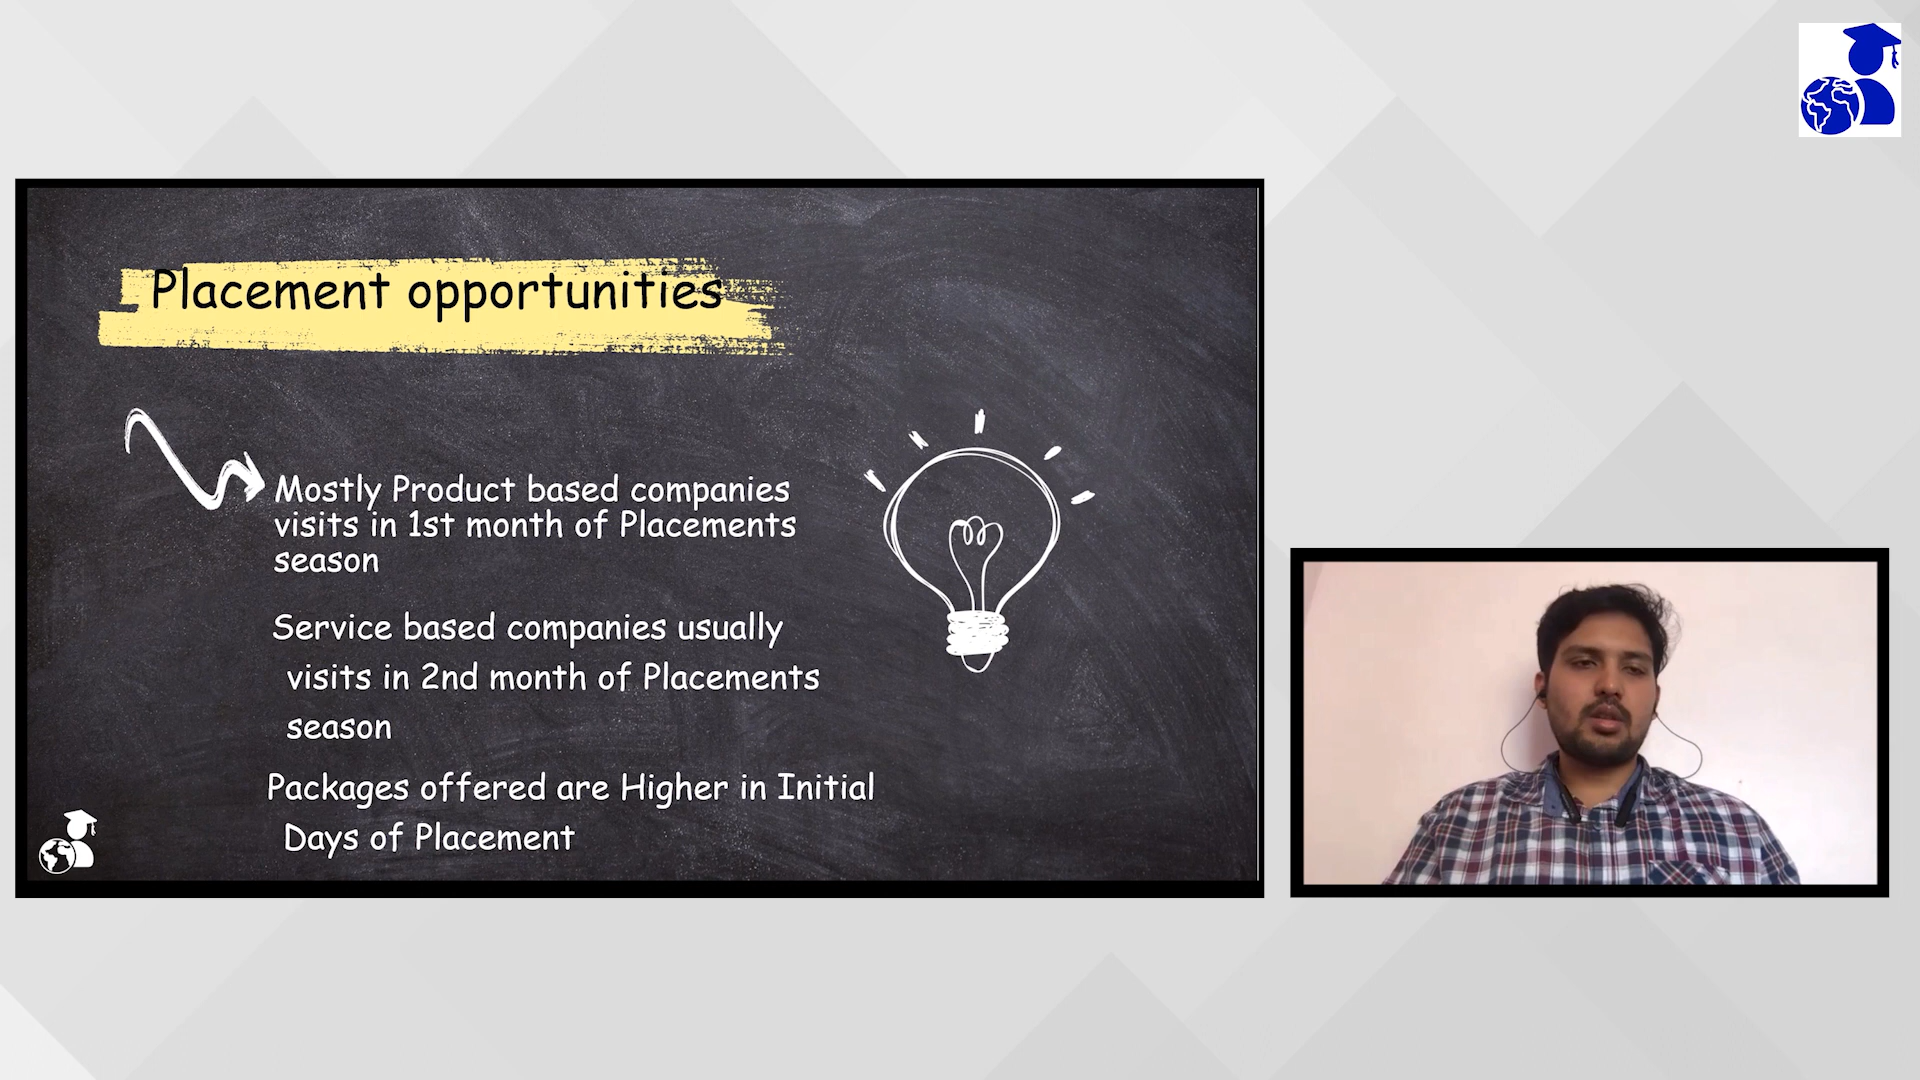 Placement opportunities
Mostly Product based companies
visits in 1st month of Placements
season
Service based companies usually
visits in 2nd month of Placements
season
Packages offered are Higher in Initial
Days of Placement